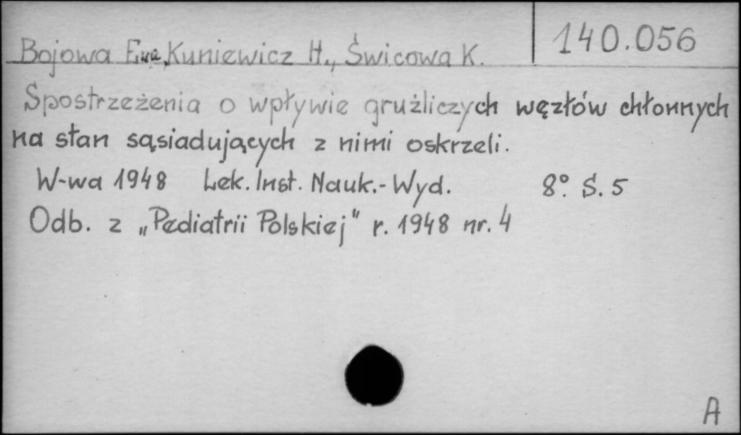 140.056
Bojowa Ewa, Kuniewicz H., Świcowa K.
Spostrzeżenia o wpływie gruźliczych węzłów chłonnych
na stan sąsiadujących z nimi oskrzeli.
W-wa 1948 Lek. Inst. Nauk.-Wyd. 8° S. 5
Odb. z „Pediatrii Polskiej" r. 1948 nr. 4
A